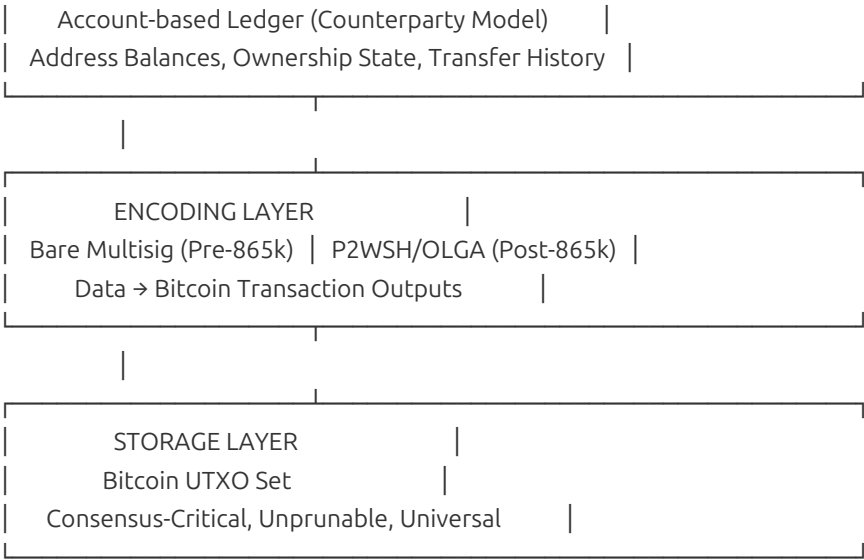 │ Account-based Ledger (Counterparty Model) │
│ Address Balances, Ownership State, Transfer History │
└─────────────────────┬─────────────────────────────────────┘
│
┌─────────────────────┴─────────────────────────────────────┐
│ ENCODING LAYER │
│ Bare Multisig (Pre-865k) │ P2WSH/OLGA (Post-865k) │
│ Data → Bitcoin Transaction Outputs │
└─────────────────────┬─────────────────────────────────────┘
│
┌─────────────────────┴─────────────────────────────────────┐
│ STORAGE LAYER │
│ Bitcoin UTXO Set │
│ Consensus-Critical, Unprunable, Universal │
└───────────────────────────────────────────────────────────┘